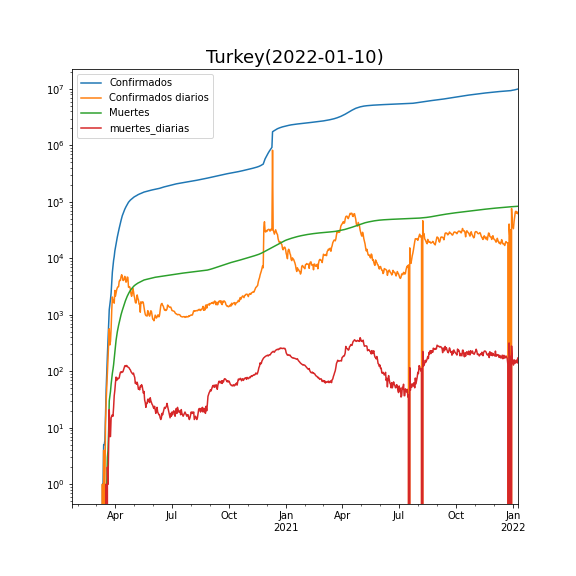 Turkey(2022-01-10)
Confirmados
Confirmados diarios
Muertes
muertes_diarias
10⁷
10⁶
10⁵
10⁴
10³
10²
10¹
10⁰
Apr Jul Oct Jan Apr Jul Oct Jan
2021 2022